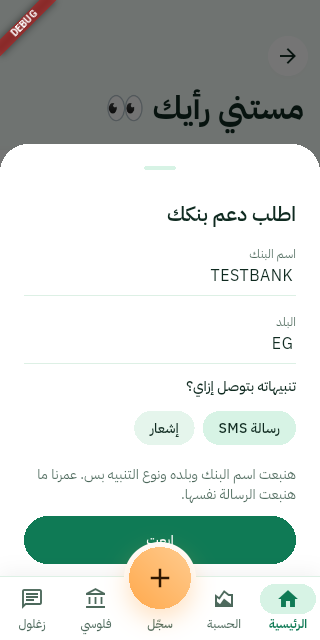 DEBUG
مستني رأيك 👀
اطلب دعم بنكك
اسم البنك
TESTBANK
البلد
EG
تنبيهاته بتوصل إزاي؟
رسالة SMS
إشعار
هنبعت اسم البنك وبلده ونوع التنبيه بس. عمرنا ما
هنبعت الرسالة نفسها.
ابعت
الرئيسية
الحسبة
سجّل
فلوسي
زغلول